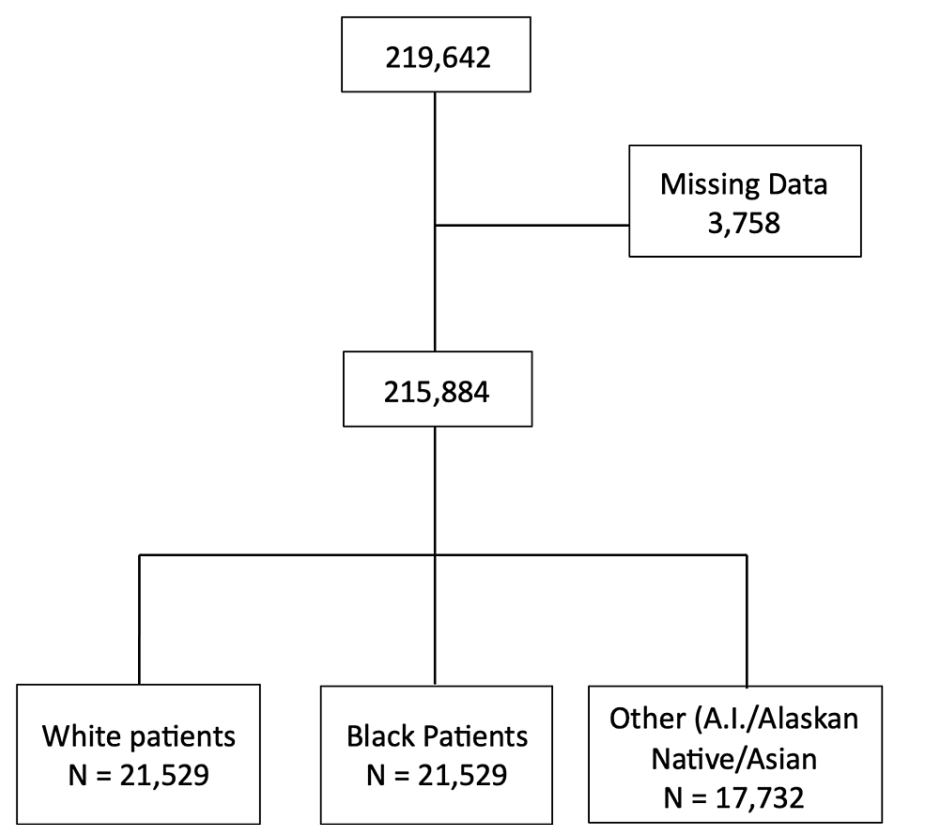 219,642
Missing Data
3,758
215,884
White patients
N = 21,529
Black Patients
N = 21,529
Other (A.I./Alaskan
Native/Asian
N = 17,732